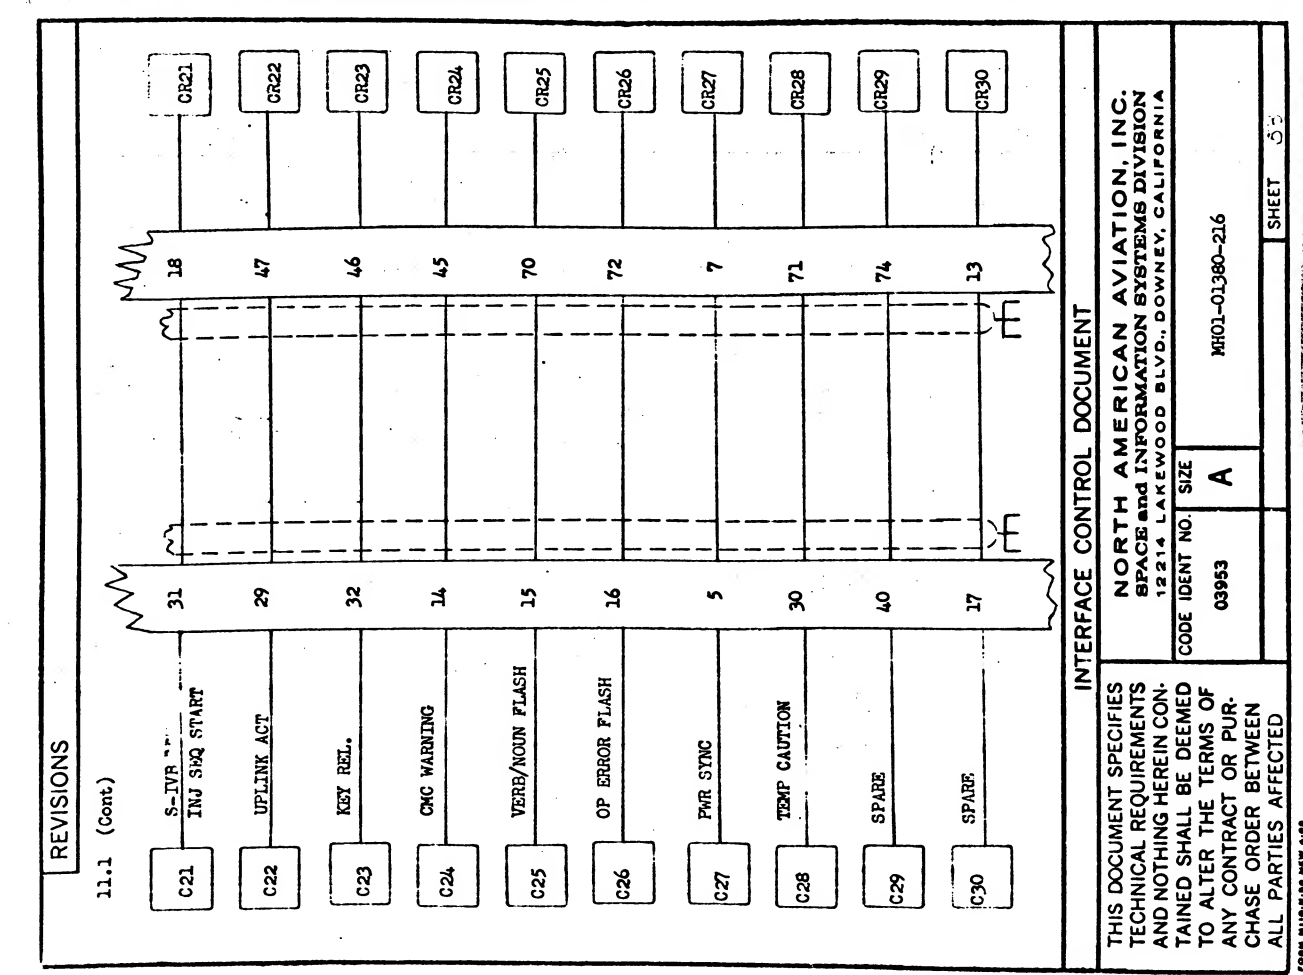 REVISIONS
11.1 (Cont)
C21 S-IVB INJ SEQ START 31 18 CR21
C22 UPLINK ACT 29 47 CR22
C23 KEY REL. 32 46 CR23
C24 CMC WARNING 14 45 CR24
C25 VERB/NOUN FLASH 15 70 CR25
C26 OP ERROR FLASH 16 72 CR26
C27 PWR SYNC 5 7 CR27
C28 TEMP CAUTION 30 71 CR28
C29 SPARE 40 74 CR29
C30 SPARE 17 13 CR30
INTERFACE CONTROL DOCUMENT
THIS DOCUMENT SPECIFIES
TECHNICAL REQUIREMENTS
AND NOTHING HEREIN CON-
TAINED SHALL BE DEEMED
TO ALTER THE TERMS OF
ANY CONTRACT OR PUR-
CHASE ORDER BETWEEN
ALL PARTIES AFFECTED
NORTH AMERICAN AVIATION, INC.
SPACE and INFORMATION SYSTEMS DIVISION
12214 LAKEWOOD BLVD., DOWNEY, CALIFORNIA
CODE IDENT NO.
03953
SIZE
A
MH01-01380-216
SHEET